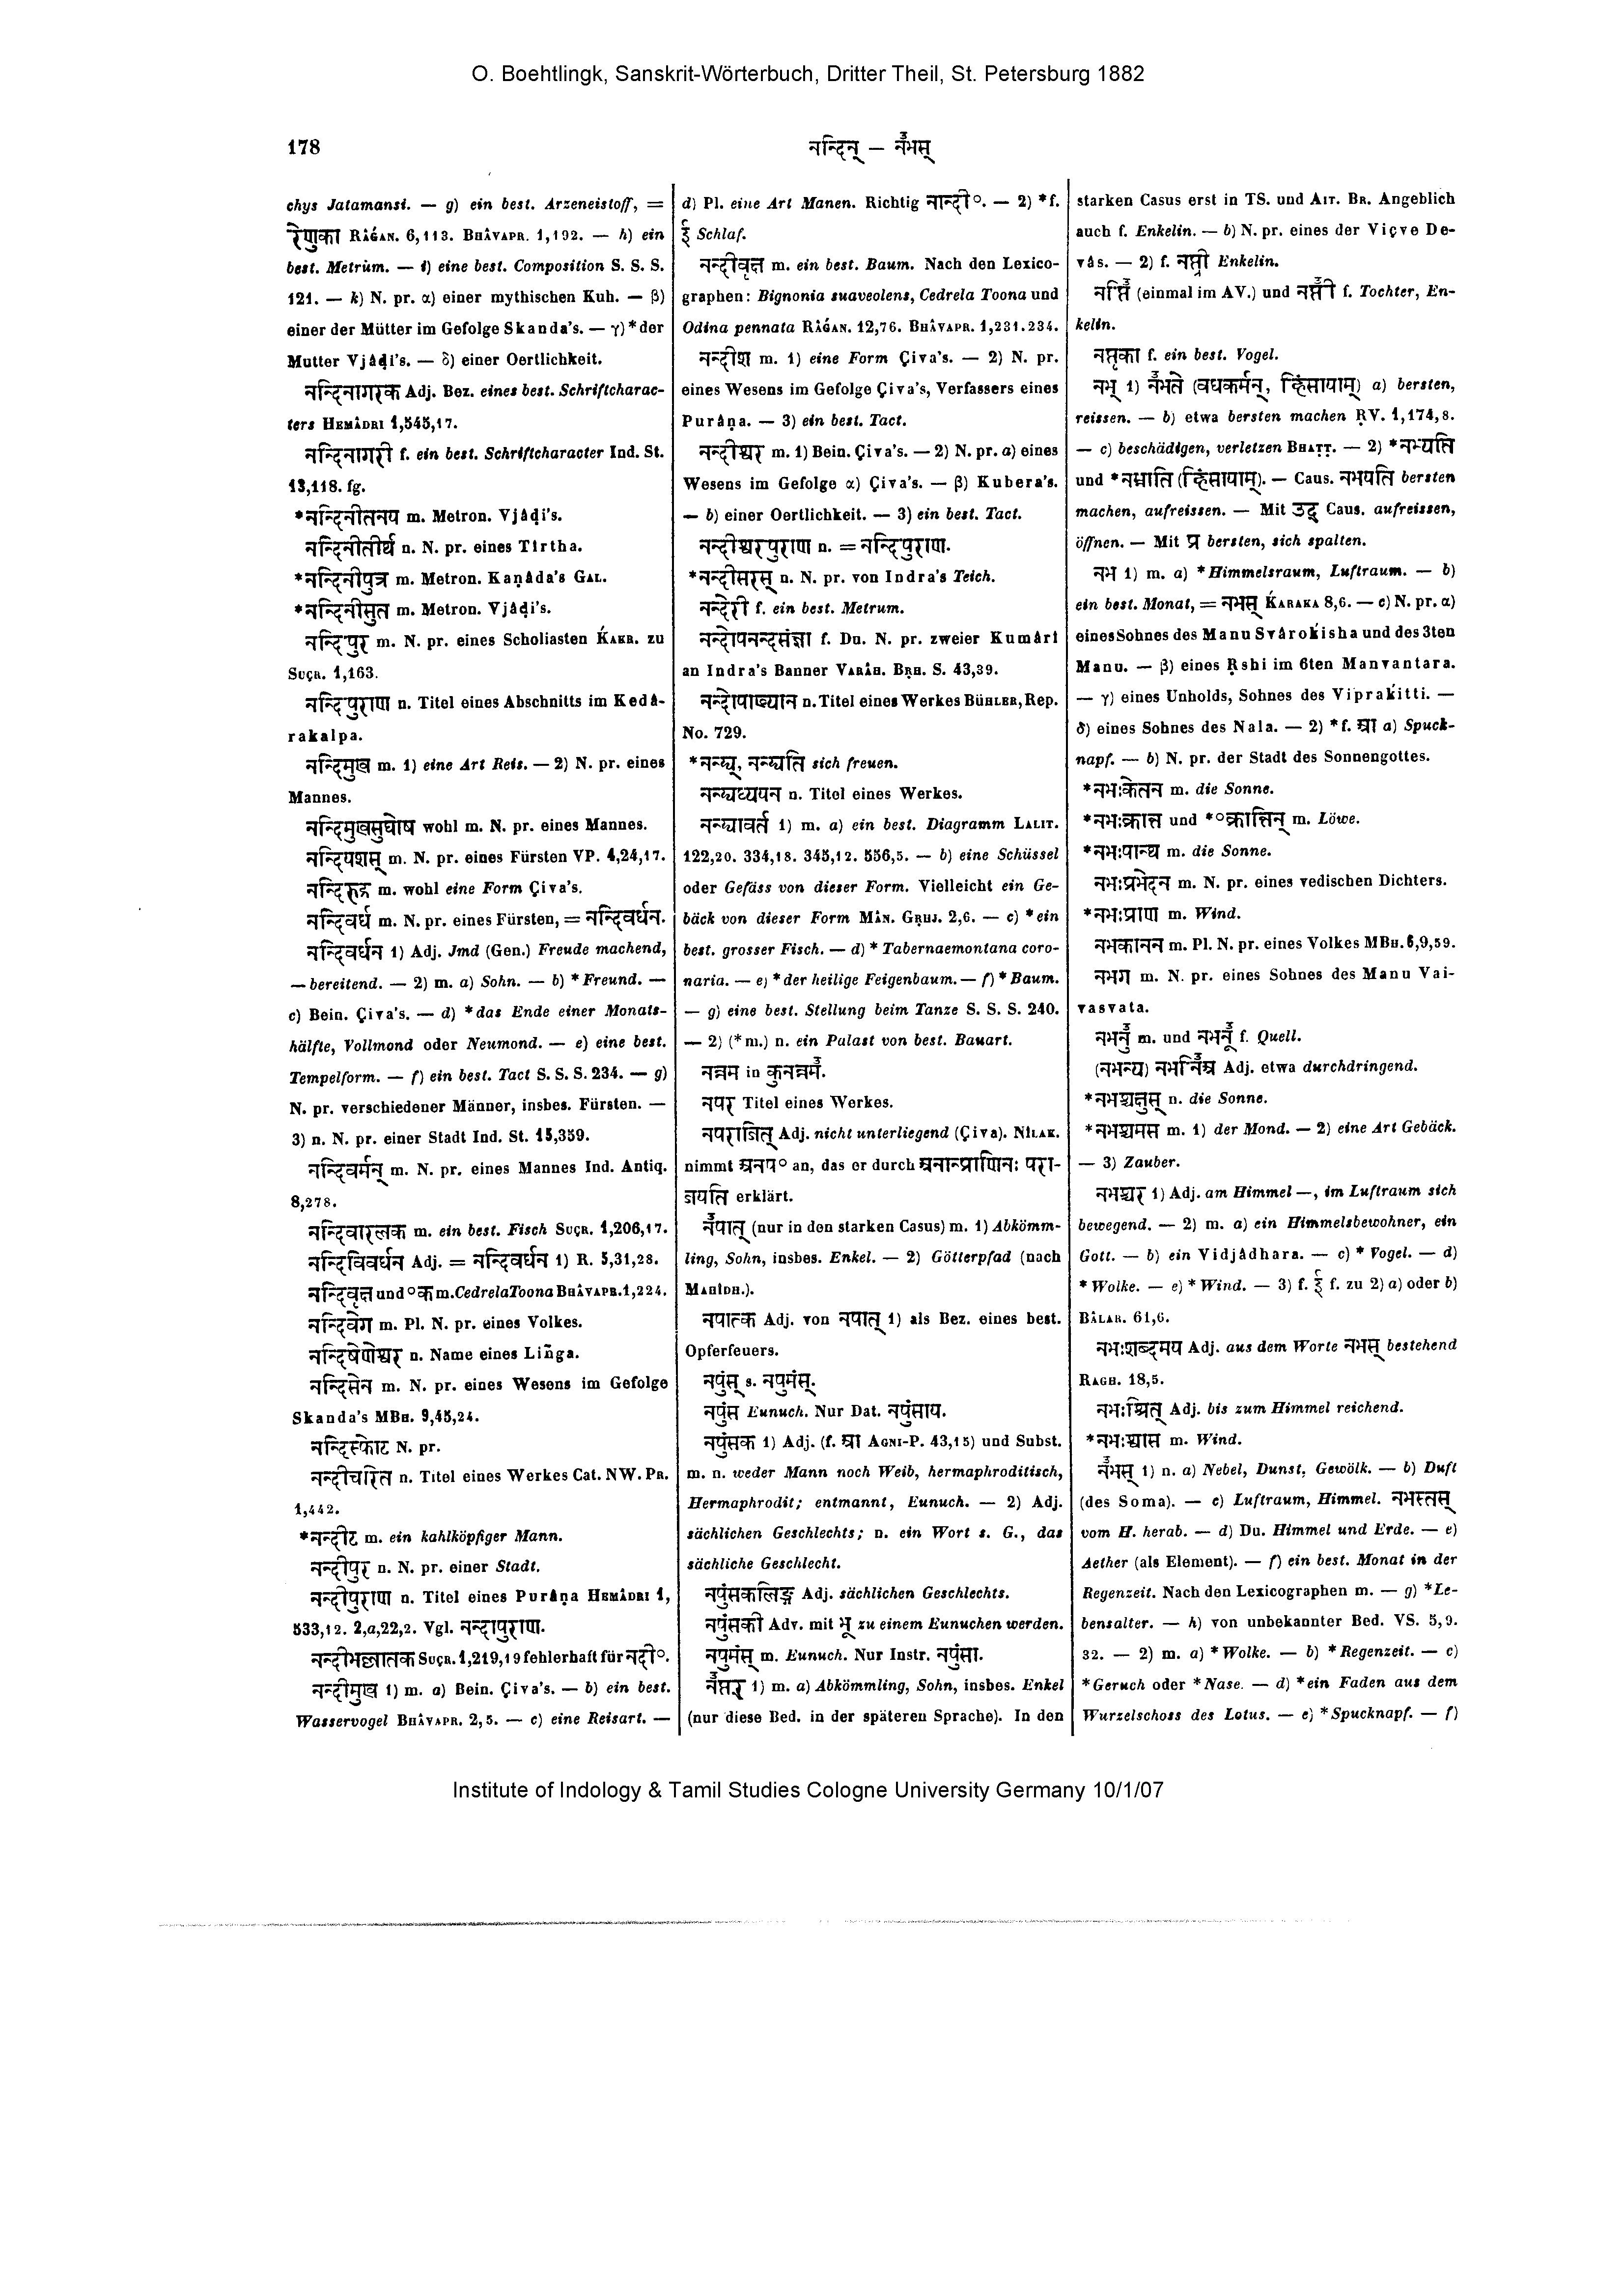 O. Boehtlingk, Sanskrit-Wörterbuch, Dritter Theil, St. Petersburg 1882
178
नन्दिन् — नभस्
chys Jatamansi. — g) ein best. Arzeneistoff, =
रेणुका Râǵan. 6,113. Bhâvapr. 1,192. — h) ein
best. Metrum. — i) eine best. Composition S. S. S.
121. — k) N. pr. α) einer mythischen Kuh. — β)
einer der Mütter im Gefolge Skanda's. — γ) *der
Mutter Vjâḍi's. — δ) einer Oertlichkeit.
नन्दिनागरक Adj. Bez. eines best. Schriftcharac-
ters Hemâdri 1,545,17.
नन्दिनागरी f. ein best. Schriftcharacter Ind. St.
13,118. fg.
*नन्दिनीतनय m. Metron. Vjâḍi's.
नन्दिनीतीर्थ n. N. pr. eines Tîrtha.
*नन्दिनीपुत्र m. Metron. Kaṇâda's Gal.
*नन्दिनीसुत m. Metron. Vjâḍi's.
नन्दिपुर m. N. pr. eines Scholiasten Ḱakr. zu
Suçr. 1,163.
नन्दिपुराण n. Titel eines Abschnitts im Kedâ-
rakalpa.
नन्दिमुख m. 1) eine Art Reis. — 2) N. pr. eines
Mannes.
नन्दिमुखसुघोष wohl m. N. pr. eines Mannes.
नन्दियशस् m. N. pr. eines Fürsten VP. 4,24,17.
नन्दिरुद्र m. wohl eine Form Çiva's.
नन्दिवर्ध m. N. pr. eines Fürsten, = नन्दिवर्धन.
नन्दिवर्धन 1) Adj. Jmd (Gen.) Freude machend,
— bereitend. — 2) m. a) Sohn. — b) *Freund. —
c) Bein. Çiva's. — d) *das Ende einer Monats-
hälfte, Vollmond oder Neumond. — e) eine best.
Tempelform. — f) ein best. Tact S. S. S. 234. — g)
N. pr. verschiedener Männer, insbes. Fürsten. —
3) n. N. pr. einer Stadt Ind. St. 15,359.
नन्दिवर्मन् m. N. pr. eines Mannes Ind. Antiq.
8,278.
नन्दिवारलक m. ein best. Fisch Suçr. 1,206,17.
नन्दिविवर्धन Adj. = नन्दिवर्धन 1) R. 5,31,28.
नन्दिवृक्ष und °क m. Cedrela Toona Bhâvapr. 1,224.
नन्दिवेग m. Pl. N. pr. eines Volkes.
नन्दिषेणेश्वर n. Name eines Liñga.
नन्दिसेन m. N. pr. eines Wesens im Gefolge
Skanda's MBh. 9,45,24.
नन्दिस्फोट N. pr.
नन्दीचरित n. Titel eines Werkes Cat. NW. Pr.
1,442.
*नन्दीट m. ein kahlköpfiger Mann.
नन्दीपुर n. N. pr. einer Stadt.
नन्दीपुराण n. Titel eines Purâṇa Hemâdri 1,
533,12. 2,a,22,2. Vgl. नन्दापुराण.
नन्दीभल्लातक Suçr. 1,219,19 fehlerhaft für नदी°.
नन्दीमुख 1) m. a) Bein. Çiva's. — b) ein best.
Wasservogel Bhâvapr. 2,5. — c) eine Reisart. —
d) Pl. eine Art Manen. Richtig नान्दी°. — 2) *f.
ई Schlaf.
नन्दीवृक्ष m. ein best. Baum. Nach den Lexico-
graphen: Bignonia suaveolens, Cedrela Toona und
Odina pennata Râǵan. 12,76. Bhâvapr. 1,231.234.
नन्दीश m. 1) eine Form Çiva's. — 2) N. pr.
eines Wesens im Gefolge Çiva's, Verfassers eines
Purâṇa. — 3) ein best. Tact.
नन्दीश्वर m. 1) Bein. Çiva's. — 2) N. pr. a) eines
Wesens im Gefolge α) Çiva's. — β) Kubera's.
— b) einer Oertlichkeit. — 3) ein best. Tact.
नन्दीश्वरपुराण n. = नन्दिपुराण.
*नन्दीसरस् n. N. pr. von Indra's Teich.
नन्देरी f. ein best. Metrum.
नन्दोपनन्दसंज्ञा f. Du. N. pr. zweier Kumârî
an Indra's Banner Varâh. Bṛh. S. 43,39.
नन्दोपाख्यान n. Titel eines Werkes Bühler, Rep.
No. 729.
*नन्द्य्, नन्द्यति sich freuen.
नन्द्यध्ययन n. Titel eines Werkes.
नन्द्यावर्त 1) m. a) ein best. Diagramm Lalit.
122,20. 334,18. 345,12. 556,5. — b) eine Schüssel
oder Gefäss von dieser Form. Vielleicht ein Ge-
bäck von dieser Form Mân. Gṛhj. 2,6. — c) *ein
best. grosser Fisch. — d) *Tabernaemontana coro-
naria. — e) *der heilige Feigenbaum. — f) *Baum.
— g) eine best. Stellung beim Tanze S. S. S. 240.
— 2) (*m.) n. ein Palast von best. Bauart.
नन्नम in कुनन्नम.
नपर Titel eines Werkes.
नपराजित् Adj. nicht unterliegend (Çiva). Nîlak.
nimmt अनप° an, das er durch अनान्प्राणिनः परा-
जयति erklärt.
नपात् (nur in den starken Casus) m. 1) Abkömm-
ling, Sohn, insbes. Enkel. — 2) Götterpfad (nach
Mahîdh.).
नपात्क Adj. von नपात् 1) als Bez. eines best.
Opferfeuers.
नपुंस् s. नपुमंस्.
नपुंस Eunuch. Nur Dat. नपुंसाय.
नपुंसक 1) Adj. (f. आ Agni-P. 43,15) und Subst.
m. n. weder Mann noch Weib, hermaphroditisch,
Hermaphrodit; entmannt, Eunuch. — 2) Adj.
sächlichen Geschlechts; n. ein Wort s. G., das
sächliche Geschlecht.
नपुंसकलिङ्ग Adj. sächlichen Geschlechts.
नपुंसकी Adv. mit भू zu einem Eunuchen werden.
नपुमंस् m. Eunuch. Nur Instr. नपुंसा.
नप्तर् 1) m. a) Abkömmling, Sohn, insbes. Enkel
(nur diese Bed. in der späteren Sprache). In den
starken Casus erst in TS. und Ait. Br. Angeblich
auch f. Enkelin. — b) N. pr. eines der Viçve De-
vâs. — 2) f. नप्त्री Enkelin.
नप्ति (einmal im AV.) und नप्ती f. Tochter, En-
kelin.
नप्तृका f. ein best. Vogel.
नभ् 1) नभते (वधकर्मन्, हिंसायाम्) a) bersten,
reissen. — b) etwa bersten machen ṚV. 1,174,8.
— c) beschädigen, verletzen Bhaṭṭ. — 2) *नभ्यति
und *नभ्नाति (हिंसायाम्). — Caus. नभयति bersten
machen, aufreissen. — Mit उद् Caus. aufreissen,
öffnen. — Mit प्र bersten, sich spalten.
नभ 1) m. a) *Himmelsraum, Luftraum. — b)
ein best. Monat, = नभस् Ḱaraka 8,6. — c) N. pr. α)
eines Sohnes des Manu Svârokisha und des 3ten
Manu. — β) eines Ṛshi im 6ten Manvantara.
— γ) eines Unholds, Sohnes des Vipraḱitti. —
δ) eines Sohnes des Nala. — 2) *f. आ a) Spuck-
napf. — b) N. pr. der Stadt des Sonnengottes.
*नभःकेतन m. die Sonne.
*नभःक्रान्त und *°क्रान्तिन् m. Löwe.
*नभःपान्थ m. die Sonne.
नभःप्रभेदन m. N. pr. eines vedischen Dichters.
*नभःप्राण m. Wind.
नभकानन m. Pl. N. pr. eines Volkes MBh. 6,9,59.
नभग m. N. pr. eines Sohnes des Manu Vai-
vasvata.
नभनु m. und नभनू f. Quell.
(नभन्य) नभनिअ Adj. etwa durchdringend.
*नभश्चक्षुस् n. die Sonne.
*नभश्चमस m. 1) der Mond. — 2) eine Art Gebäck.
— 3) Zauber.
नभश्चर 1) Adj. am Himmel —, im Luftraum sich
bewegend. — 2) m. a) ein Himmelsbewohner, ein
Gott. — b) ein Vidjâdhara. — c) *Vogel. — d)
*Wolke. — e) *Wind. — 3) f. ई f. zu 2) a) oder b)
Bâlar. 61,6.
नभःशब्दमय Adj. aus dem Worte नभस् bestehend
Ragh. 18,5.
नभःश्रित् Adj. bis zum Himmel reichend.
*नभःश्वास m. Wind.
नभस् 1) n. a) Nebel, Dunst, Gewölk. — b) Duft
(des Soma). — c) Luftraum, Himmel. नभस्तस्
vom H. herab. — d) Du. Himmel und Erde. — e)
Aether (als Element). — f) ein best. Monat in der
Regenzeit. Nach den Lexicographen m. — g) *Le-
bensalter. — h) von unbekannter Bed. VS. 5,9.
32. — 2) m. a) *Wolke. — b) *Regenzeit. — c)
*Geruch oder *Nase. — d) *ein Faden aus dem
Wurzelschoss des Lotus. — e) *Spucknapf. — f)
Institute of Indology & Tamil Studies Cologne University Germany 10/1/07